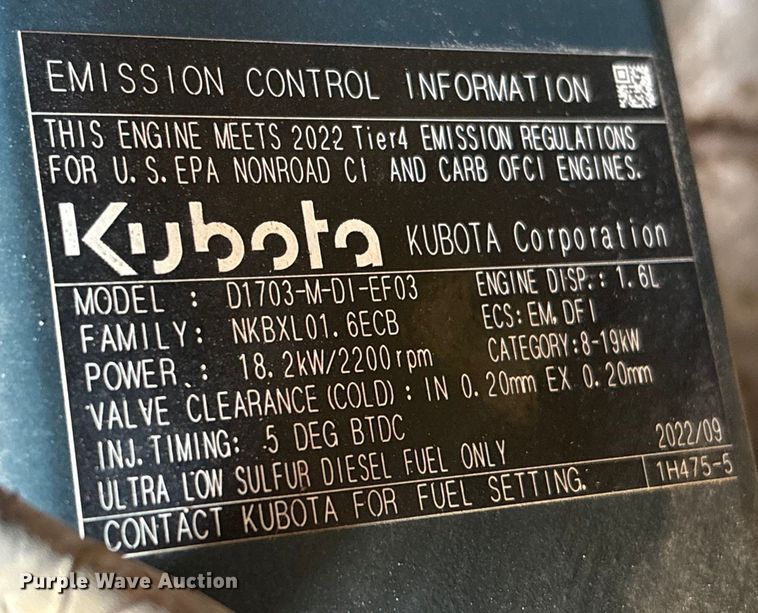 EMISSION CONTROL INFORMATION
THIS ENGINE MEETS 2022 Tier4 EMISSION REGULATIONS
FOR U.S.EPA NONROAD CI AND CARB OFCI ENGINES.
Kubota KUBOTA Corporation
MODEL : D1703-M-DI-EF03 ENGINE DISP.: 1.6L
FAMILY: NKBXL01.6ECB ECS: EM, DFI
POWER : 18.2kW/2200rpm CATEGORY:8-19kW
VALVE CLEARANCE (COLD) : IN 0.20mm EX 0.20mm
INJ.TIMING: 5 DEG BTDC
ULTRA LOW SULFUR DIESEL FUEL ONLY 2022/09
CONTACT KUBOTA FOR FUEL SETTING. 1H475-5
Purple Wave Auction